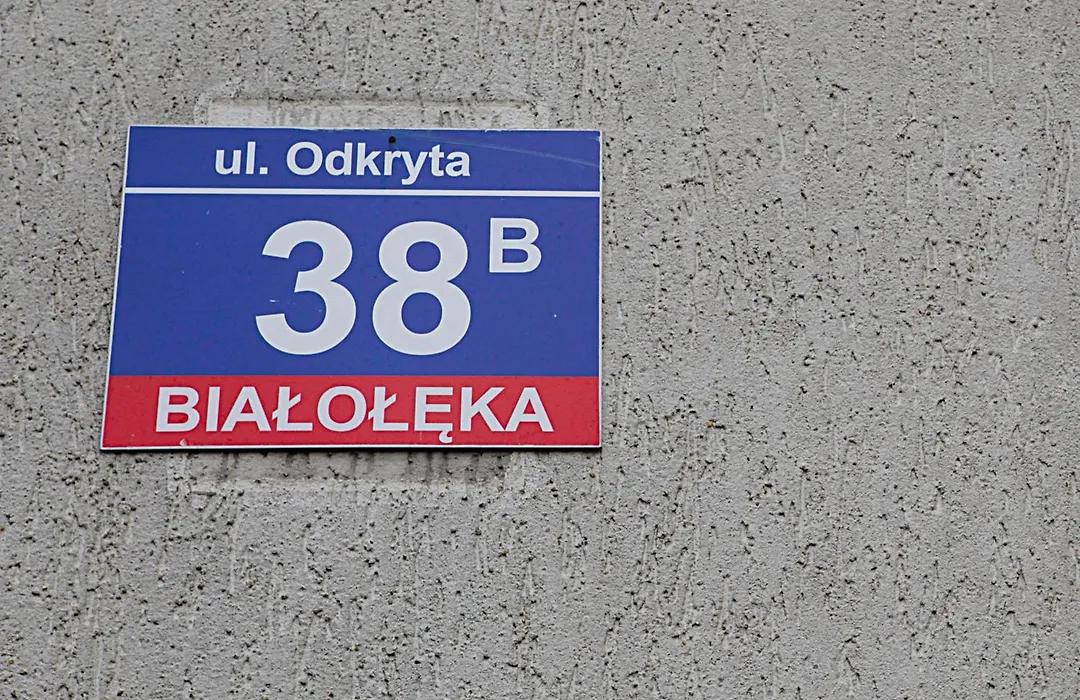 ul. Odkryta
38B
BIAŁOŁĘKA